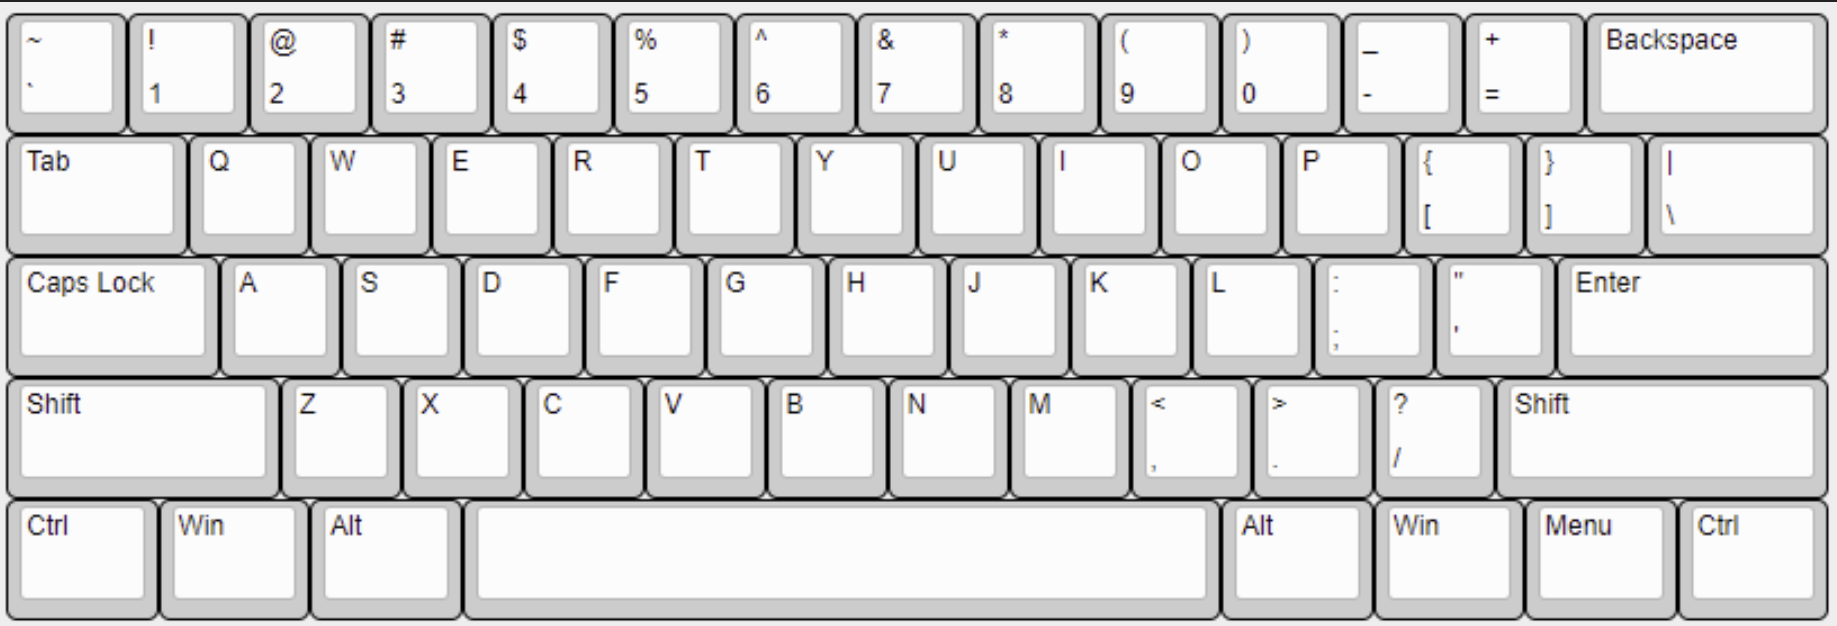 ~ ! @ # $ % ^ & * ( ) _ + Backspace
` 1 2 3 4 5 6 7 8 9 0 - =
Tab Q W E R T Y U I O P { } |
[ ] \
Caps Lock A S D F G H J K L : " Enter
; '
Shift Z X C V B N M < > ? Shift
, . /
Ctrl Win Alt Alt Win Menu Ctrl